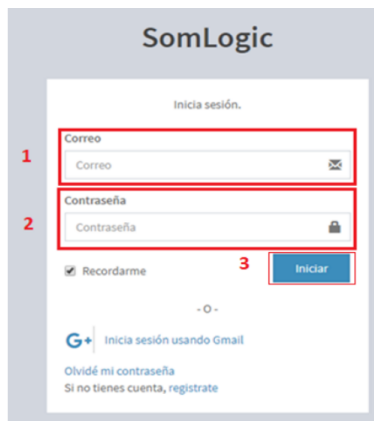 SomLogic
Inicia sesión.
Correo
1
Correo
Contraseña
2
Contraseña
Recordarme
3
Iniciar
- O -
G+ Inicia sesión usando Gmail
Olvidé mi contraseña
Si no tienes cuenta, registrate